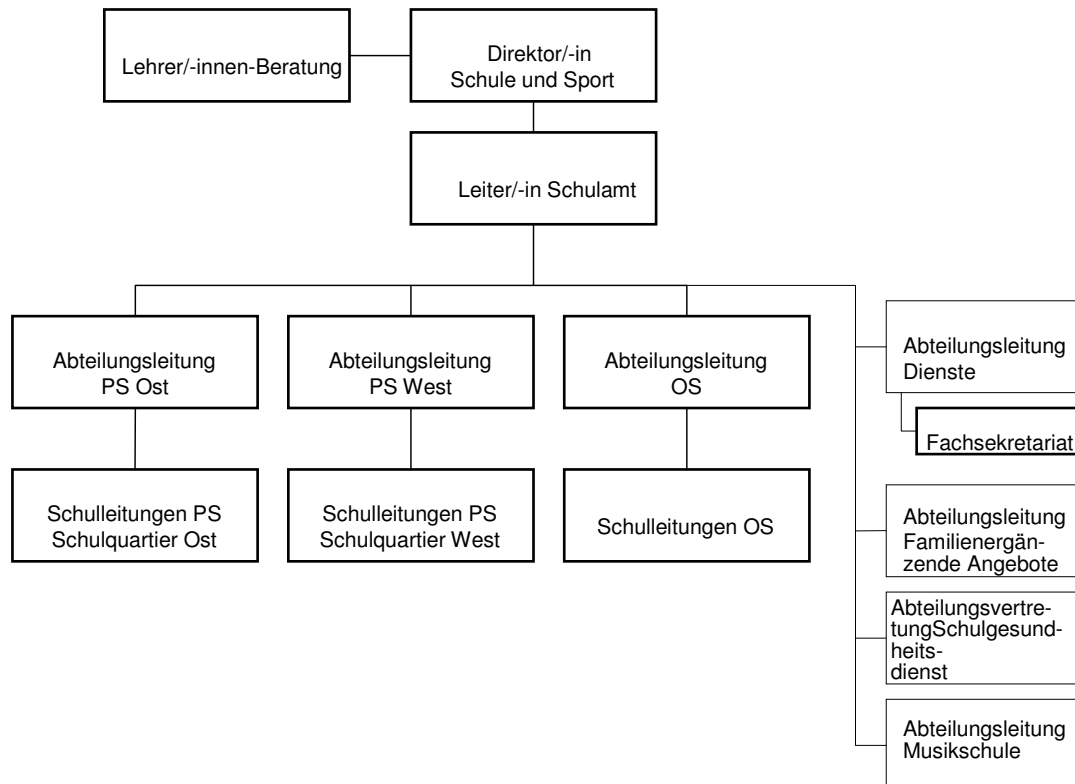 Lehrer/-innen-Beratung
Direktor/-in
Schule und Sport
Leiter/-in Schulamt
Abteilungsleitung
PS Ost
Abteilungsleitung
PS West
Abteilungsleitung
OS
Abteilungsleitung
Dienste
Fachsekretariat
Schulleitungen PS
Schulquartier Ost
Schulleitungen PS
Schulquartier West
Schulleitungen OS
Abteilungsleitung
Familienergän-
zende Angebote
Abteilungsvertre-
tungSchulgesund-
heits-
dienst
Abteilungsleitung
Musikschule